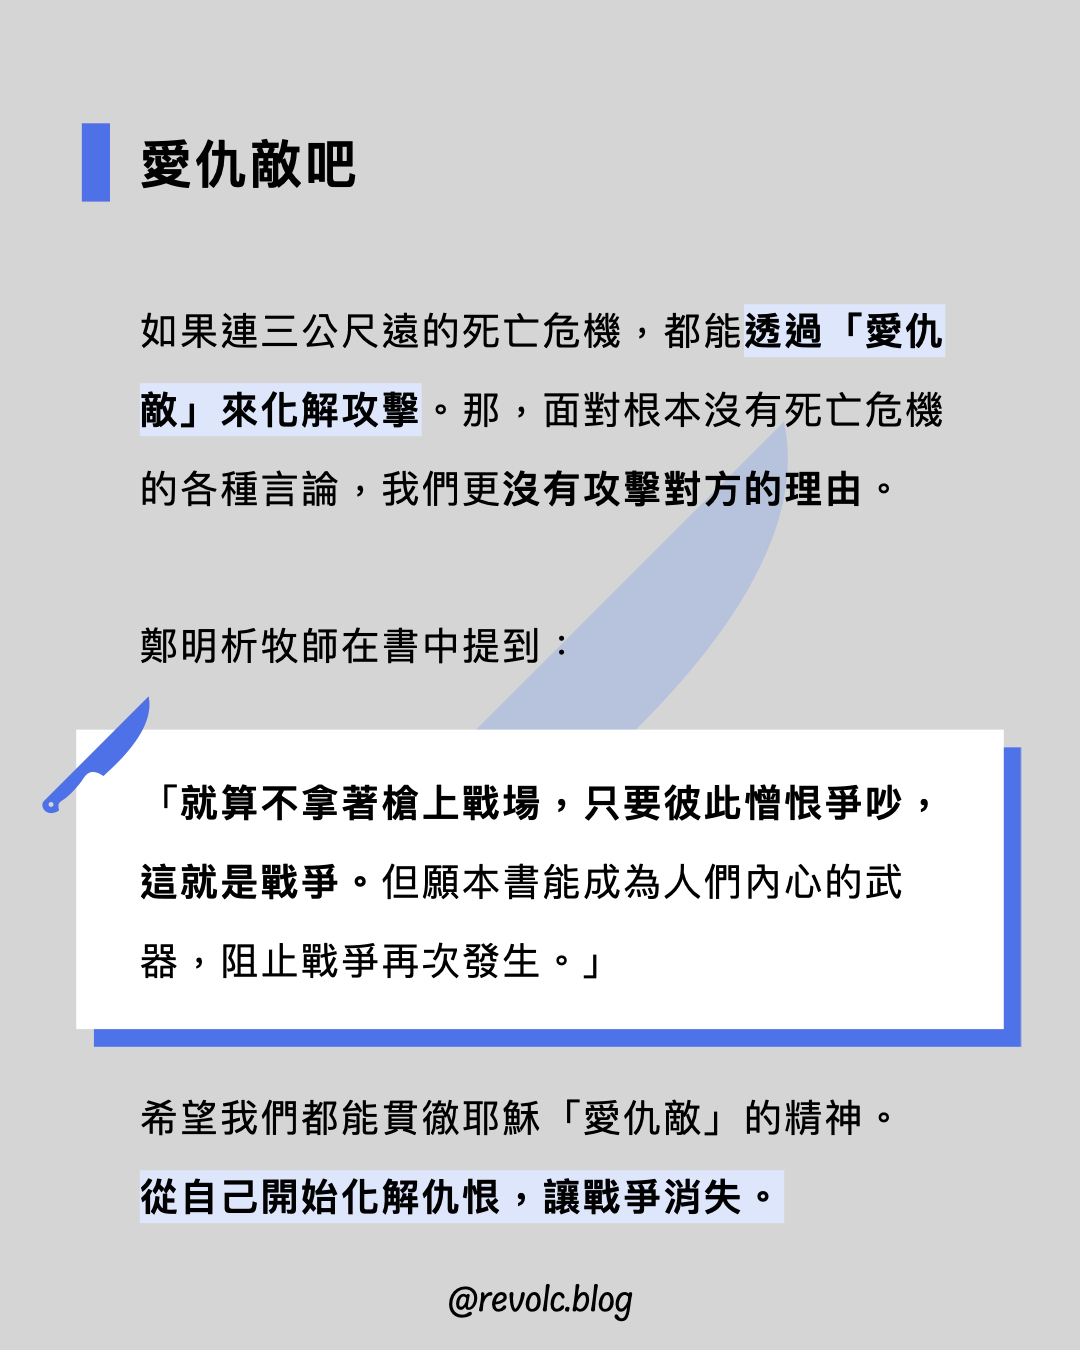 愛仇敵吧
如果連三公尺遠的死亡危機，都能透過「愛仇
敵」來化解攻擊。那，面對根本沒有死亡危機
的各種言論，我們更沒有攻擊對方的理由。
鄭明析牧師在書中提到：
「就算不拿著槍上戰場，只要彼此憎恨爭吵，
這就是戰爭。但願本書能成為人們內心的武
器，阻止戰爭再次發生。」
希望我們都能貫徹耶穌「愛仇敵」的精神。
從自己開始化解仇恨，讓戰爭消失。
@revolc.blog